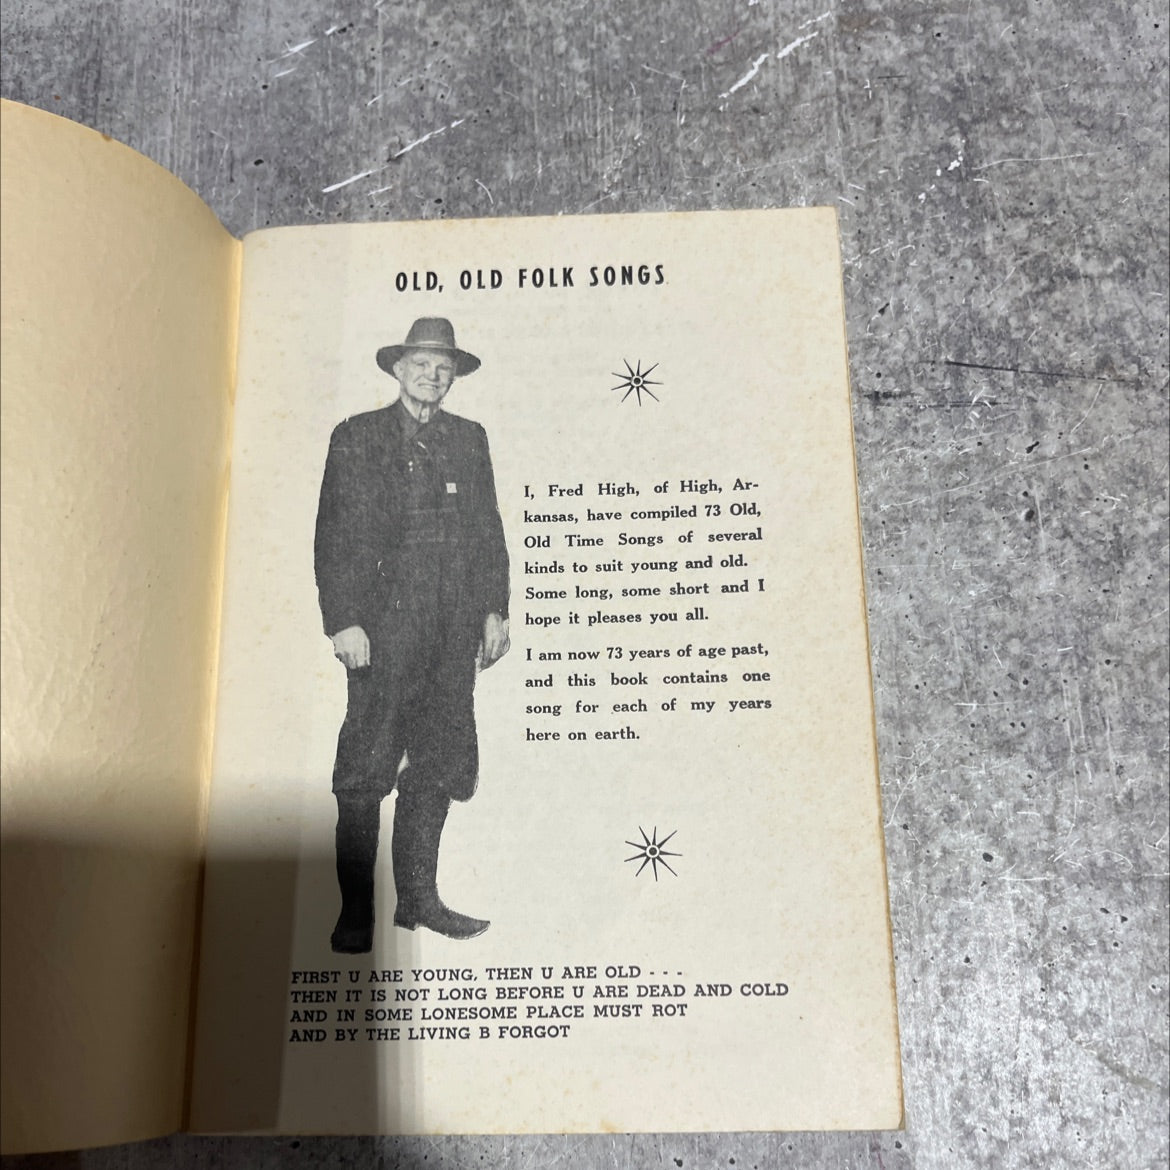 OLD, OLD FOLK SONGS
I, Fred High, of High, Ar-
kansas, have compiled 73 Old,
Old Time Songs of several
kinds to suit young and old.
Some long, some short and I
hope it pleases you all.
I am now 73 years of age past,
and this book contains one
song for each of my years
here on earth.
FIRST U ARE YOUNG, THEN U ARE OLD - - -
THEN IT IS NOT LONG BEFORE U ARE DEAD AND COLD
AND IN SOME LONESOME PLACE MUST ROT
AND BY THE LIVING B FORGOT